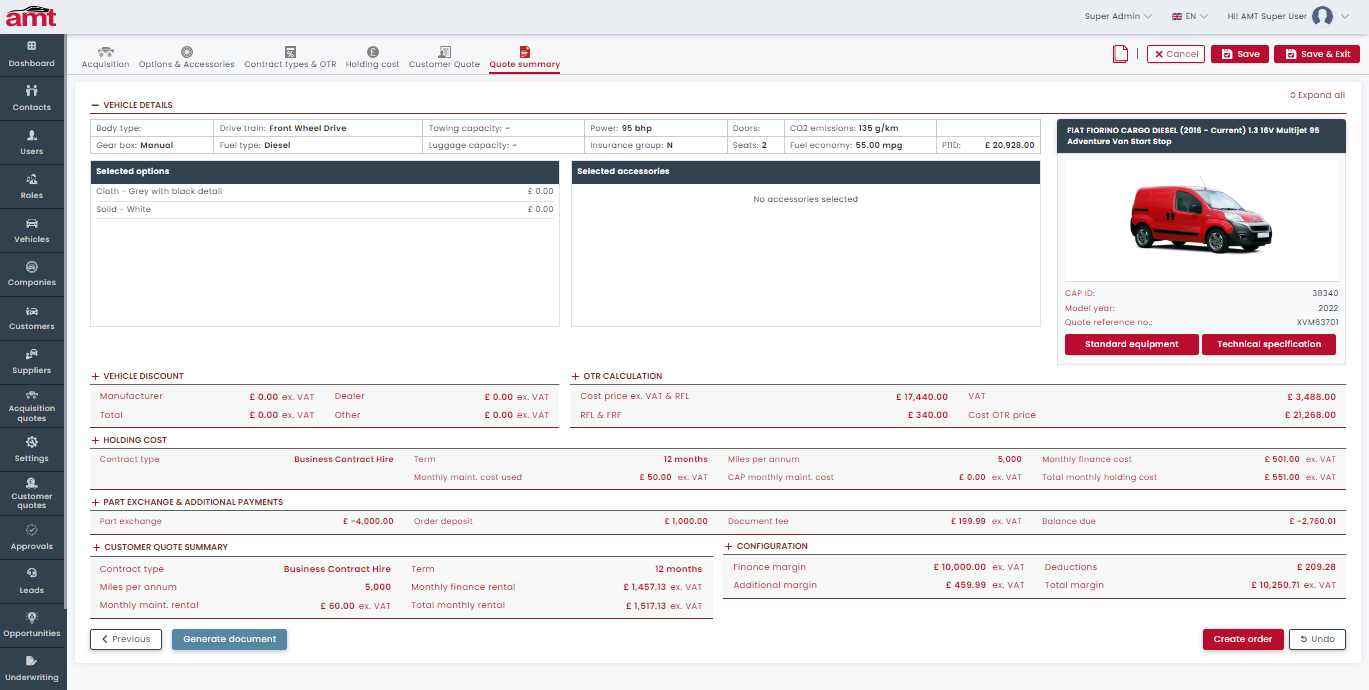 amt
Super Admin EN Hi! AMT Super User
Dashboard
Contacts
Users
Roles
Vehicles
Companies
Customers
Suppliers
Acquisition
quotes
Settings
Customer
quotes
Approvals
Leads
Opportunities
Underwriting
Acquisition Options & Accessories Contract types & OTR Holding cost Customer Quote Quote summary
Cancel Save Save & Exit
Expand all
VEHICLE DETAILS
Body type: Drive train: Front Wheel Drive Towing capacity: - Power: 95 bhp Doors: CO2 emissions: 135 g/km
Gear box: Manual Fuel type: Diesel Luggage capacity: - Insurance group: N Seats: 2 Fuel economy: 55.00 mpg P11D: £ 20,928.00
Selected options
Cloth - Grey with black detail £ 0.00
Solid - White £ 0.00
Selected accessories
No accessories selected
FIAT FIORINO CARGO DIESEL (2016 - Current) 1.3 16V Multijet 95
Adventure Van Start Stop
CAP ID: 38340
Model year: 2022
Quote reference no.: XVM63701
Standard equipment Technical specification
VEHICLE DISCOUNT
Manufacturer £ 0.00 ex. VAT Dealer £ 0.00 ex. VAT
Total £ 0.00 ex. VAT Other £ 0.00 ex. VAT
OTR CALCULATION
Cost price ex. VAT & RFL £ 17,440.00 VAT £ 3,488.00
RFL & FRF £ 340.00 Cost OTR price £ 21,268.00
HOLDING COST
Contract type Business Contract Hire Term 12 months Miles per annum 5,000 Monthly finance cost £ 501.00 ex. VAT
Monthly maint. cost used £ 50.00 ex. VAT CAP monthly maint. cost £ 0.00 ex. VAT Total monthly holding cost £ 551.00 ex. VAT
PART EXCHANGE & ADDITIONAL PAYMENTS
Part exchange £ -4,000.00 Order deposit £ 1,000.00 Document fee £ 199.99 ex. VAT Balance due £ -2,760.01
CUSTOMER QUOTE SUMMARY
Contract type Business Contract Hire Term 12 months
Miles per annum 5,000 Monthly finance rental £ 1,457.13 ex. VAT
Monthly maint. rental £ 60.00 ex. VAT Total monthly rental £ 1,517.13 ex. VAT
CONFIGURATION
Finance margin £ 10,000.00 ex. VAT Deductions £ 209.28
Additional margin £ 459.99 ex. VAT Total margin £ 10,250.71 ex. VAT
Previous Generate document Create order Undo